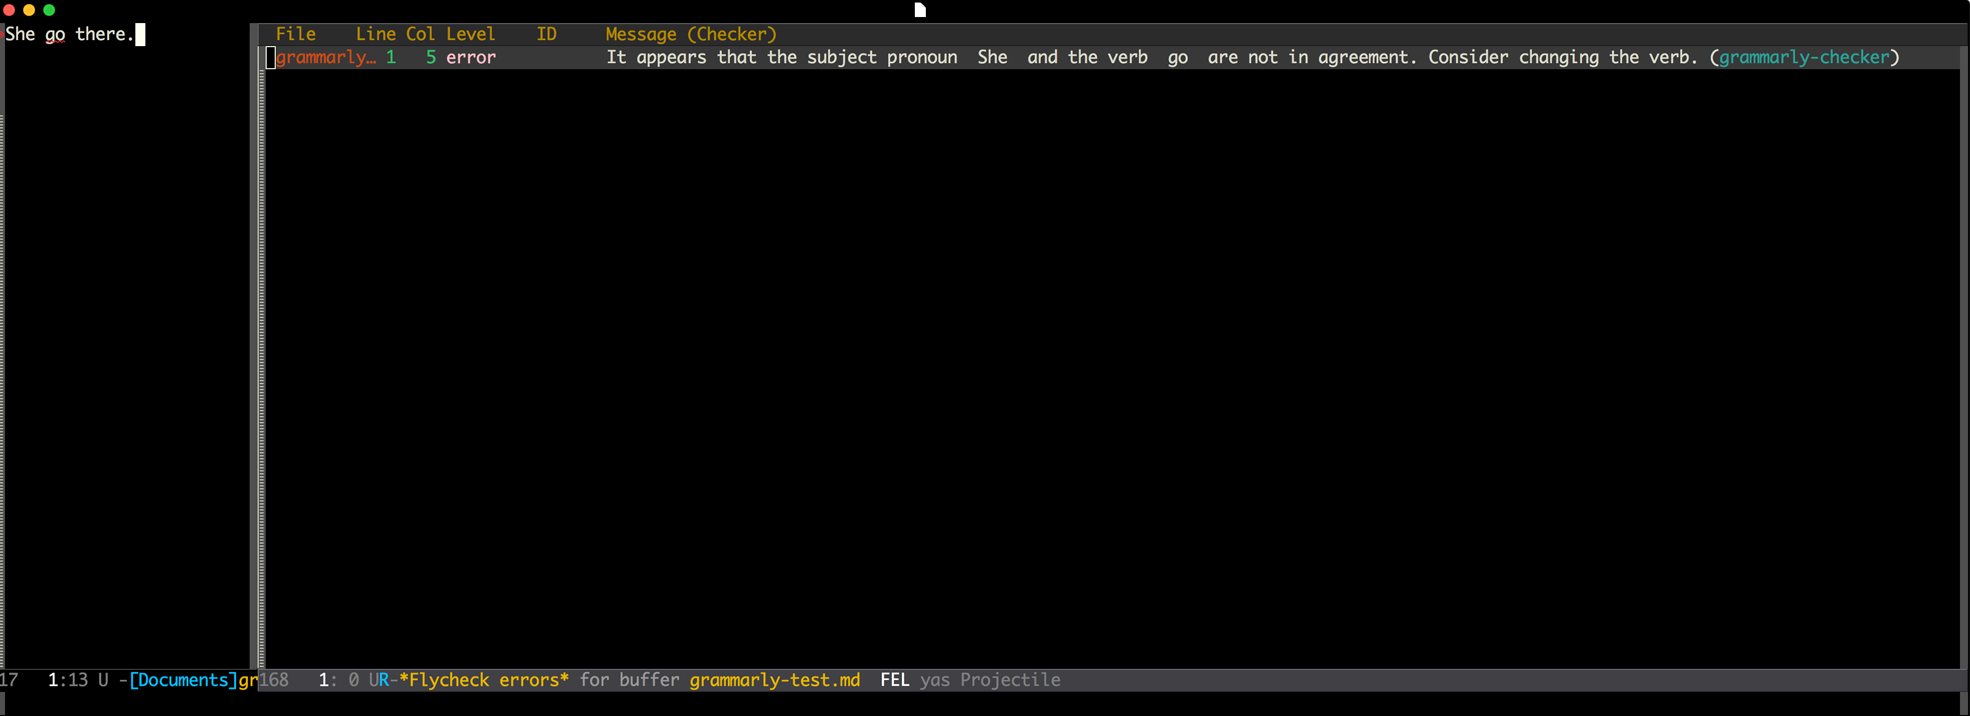 She go there.
File Line Col Level ID Message (Checker)
grammarly… 1 5 error It appears that the subject pronoun She and the verb go are not in agreement. Consider changing the verb. (grammarly-checker)
17 1:13 U -[Documents]gr
168 1: 0 UR-*Flycheck errors* for buffer grammarly-test.md FEL yas Projectile